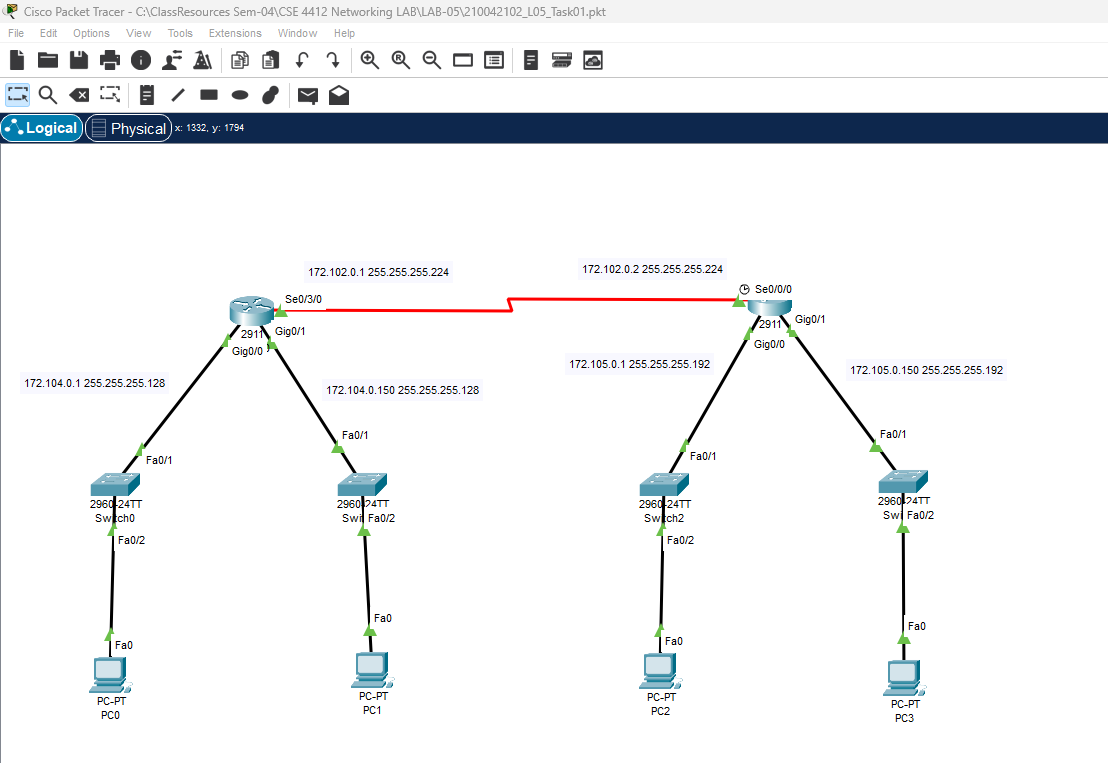 Cisco Packet Tracer - C:\ClassResources Sem-04\CSE 4412 Networking LAB\LAB-05\210042102_L05_Task01.pkt
File Edit Options View Tools Extensions Window Help
Logical Physical x: 1332, y: 1794
172.102.0.1 255.255.255.224
172.102.0.2 255.255.255.224
Se0/3/0
Se0/0/0
2911
Gig0/1
Gig0/0
2911
Gig0/1
Gig0/0
172.104.0.1 255.255.255.128
172.104.0.150 255.255.255.128
172.105.0.1 255.255.255.192
172.105.0.150 255.255.255.192
Fa0/1
Fa0/1
Fa0/1
Fa0/1
2960-24TT
Switch0
Fa0/2
2960-24TT
Swi Fa0/2
2960-24TT
Switch2
Fa0/2
2960-24TT
Swi Fa0/2
Fa0
PC-PT
PC0
Fa0
PC-PT
PC1
Fa0
PC-PT
PC2
Fa0
PC-PT
PC3